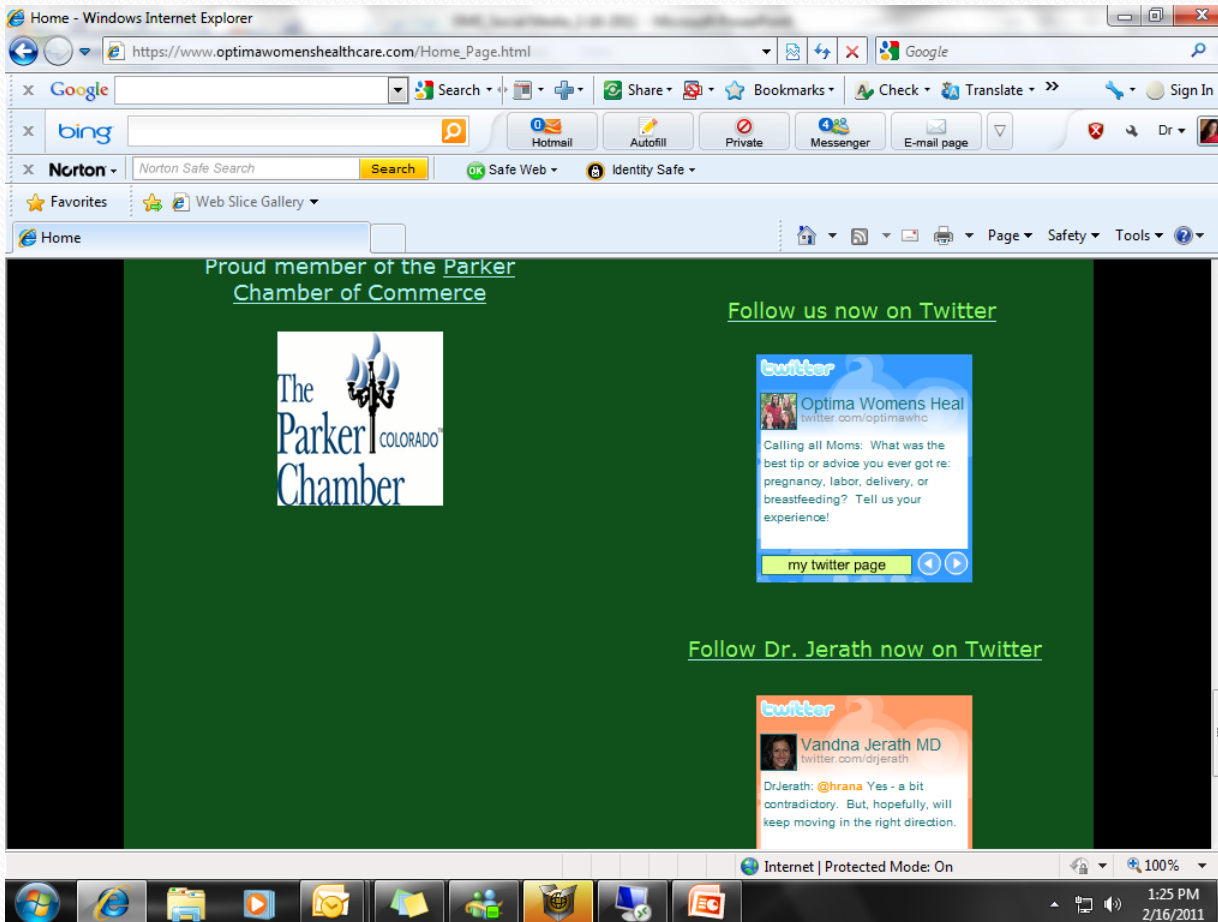 Home - Windows Internet Explorer
https://www.optimawomenshealthcare.com/Home_Page.html
Google
x Google
Search
Share
Bookmarks
Check
Translate
»
Sign In
x bing
0
Hotmail
Autofill
Private
4
Messenger
E-mail page
Dr
x Norton
Norton Safe Search
Search
OK Safe Web
Identity Safe
Favorites
Web Slice Gallery
Home
Page
Safety
Tools
Proud member of the Parker
Chamber of Commerce
The
Parker COLORADO™
Chamber
Follow us now on Twitter
twitter
Optima Womens Heal
twitter.com/optimawhc
Calling all Moms: What was the
best tip or advice you ever got re:
pregnancy, labor, delivery, or
breastfeeding? Tell us your
experience!
my twitter page
Follow Dr. Jerath now on Twitter
twitter
Vandna Jerath MD
twitter.com/drjerath
DrJerath: @hrana Yes - a bit
contradictory. But, hopefully, will
keep moving in the right direction.
Internet | Protected Mode: On
100%
1:25 PM
2/16/2011